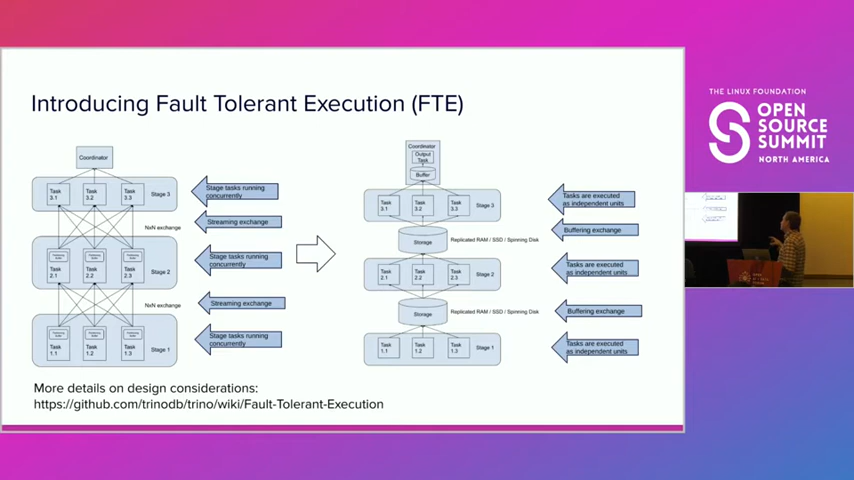 Introducing Fault Tolerant Execution (FTE)
Coordinator
Task
3.1
Task
3.2
Task
3.3
Stage 3
NxN exchange
Task
2.1
Task
2.2
Task
2.3
Stage 2
NxN exchange
Task
1.1
Task
1.2
Task
1.3
Stage 1
Stage tasks running
concurrently
Streaming exchange
Stage tasks running
concurrently
Streaming exchange
Stage tasks running
concurrently
Coordinator
Output
Task
Buffer
Task
3.1
Task
3.2
Task
3.3
Stage 3
Storage
Replicated RAM / SSD / Spinning Disk
Task
2.1
Task
2.2
Task
2.3
Stage 2
Storage
Replicated RAM / SSD / Spinning Disk
Task
1.1
Task
1.2
Task
1.3
Stage 1
Tasks are executed
as independent units
Buffering exchange
Tasks are executed
as independent units
Buffering exchange
Tasks are executed
as independent units
More details on design considerations:
https://github.com/trinodb/trino/wiki/Fault-Tolerant-Execution
THE LINUX FOUNDATION
OPEN
SOURCE
SUMMIT
NORTH AMERICA